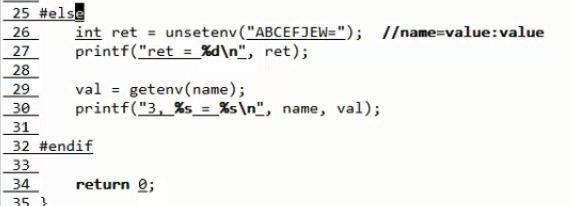 25 #else
26     int ret = unsetenv("ABCEFJEW=");  //name=value:value
27     printf("ret = %d\n", ret);
28
29     val = getenv(name);
30     printf("3, %s = %s\n", name, val);
31
32 #endif
33
34     return 0;
35 }